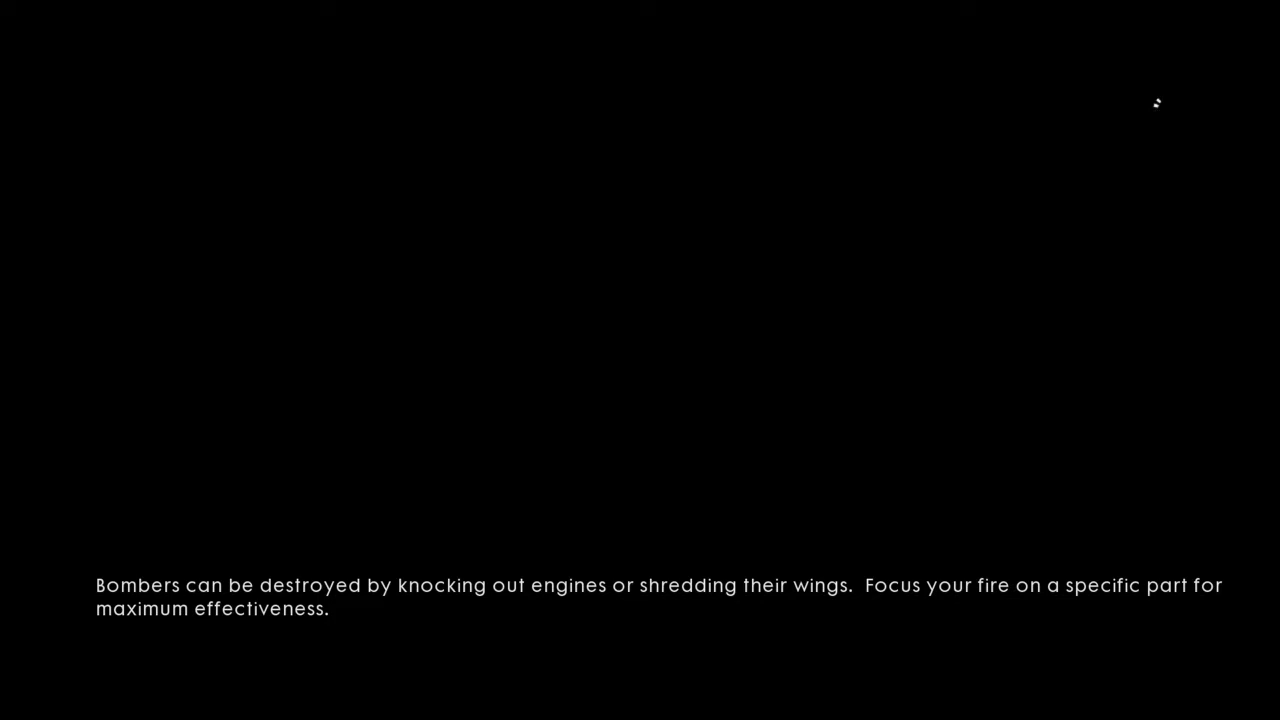 Bombers can be destroyed by knocking out engines or shredding their wings.  Focus your fire on a specific part for
maximum effectiveness.